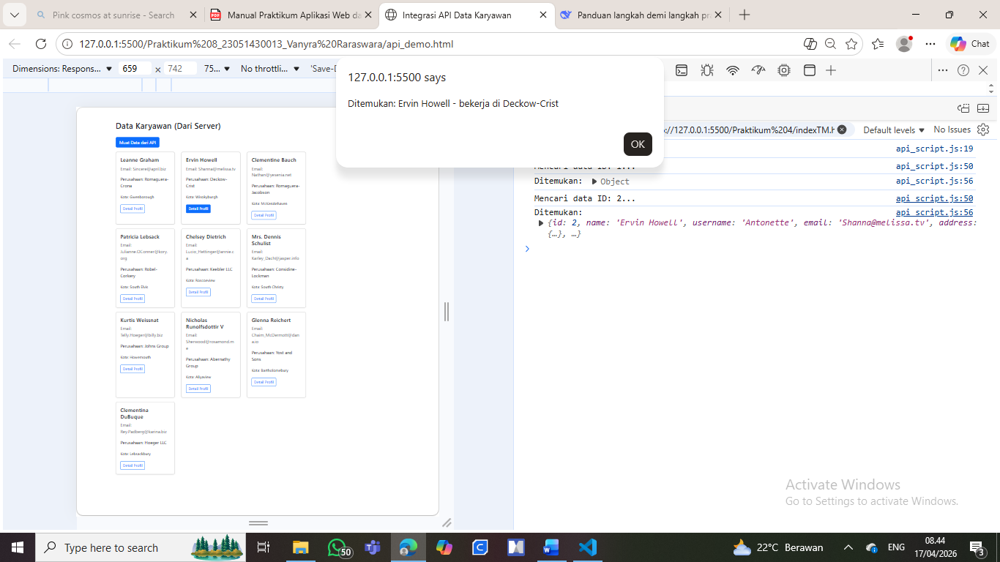 Pink cosmos at sunrise - Search
Manual Praktikum Aplikasi Web da
Integrasi API Data Karyawan
Panduan langkah demi langkah pr
127.0.0.1:5500/Praktikum%208_23051430013_Vanyra%20Raraswara/api_demo.html
Chat
Dimensions: Respons...
659
×
742
75...
No throttli...
'Save-D
127.0.0.1:5500 says
Ditemukan: Ervin Howell - bekerja di Deckow-Crist
OK
://127.0.0.1:5500/Praktikum%204/indexTM.h
Default levels
No Issues
api_script.js:19
Mencari data ID: 1...
api_script.js:50
Ditemukan:
Object
api_script.js:56
Mencari data ID: 2...
api_script.js:50
Ditemukan:
api_script.js:56
{id: 2, name: 'Ervin Howell', username: 'Antonette', email: 'Shanna@melissa.tv', address:
{…}, …}
Data Karyawan (Dari Server)
Muat Data dari API
Leanne Graham
Email: Sincere@april.biz
Perusahaan: Romaguera-
Crona
Kota: Gwenborough
Detail Profil
Ervin Howell
Email: Shanna@melissa.tv
Perusahaan: Deckow-
Crist
Kota: Wisokyburgh
Detail Profil
Clementine Bauch
Email:
Nathan@yesenia.net
Perusahaan: Romaguera-
Jacobson
Kota: McKenziehaven
Detail Profil
Patricia Lebsack
Email:
Julianne.OConner@kory.
org
Perusahaan: Robel-
Corkery
Kota: South Elvis
Detail Profil
Chelsey Dietrich
Email:
Lucio_Hettinger@annie.c
a
Perusahaan: Keebler LLC
Kota: Roscoeview
Detail Profil
Mrs. Dennis
Schulist
Email:
Karley_Dach@jasper.info
Perusahaan: Considine-
Lockman
Kota: South Christy
Detail Profil
Kurtis Weissnat
Email:
Telly.Hoeger@billy.biz
Perusahaan: Johns Group
Kota: Howemouth
Detail Profil
Nicholas
Runolfsdottir V
Email:
Sherwood@rosamond.m
e
Perusahaan: Abernathy
Group
Kota: Aliyaview
Detail Profil
Glenna Reichert
Email:
Chaim_McDermott@dan
a.io
Perusahaan: Yost and
Sons
Kota: Bartholomebury
Detail Profil
Clementina
DuBuque
Email:
Rey.Padberg@karina.biz
Perusahaan: Hoeger LLC
Kota: Lebsackbury
Detail Profil
Activate Windows
Go to Settings to activate Windows.
Type here to search
50
22°C Berawan
ENG
08.44
17/04/2026
3